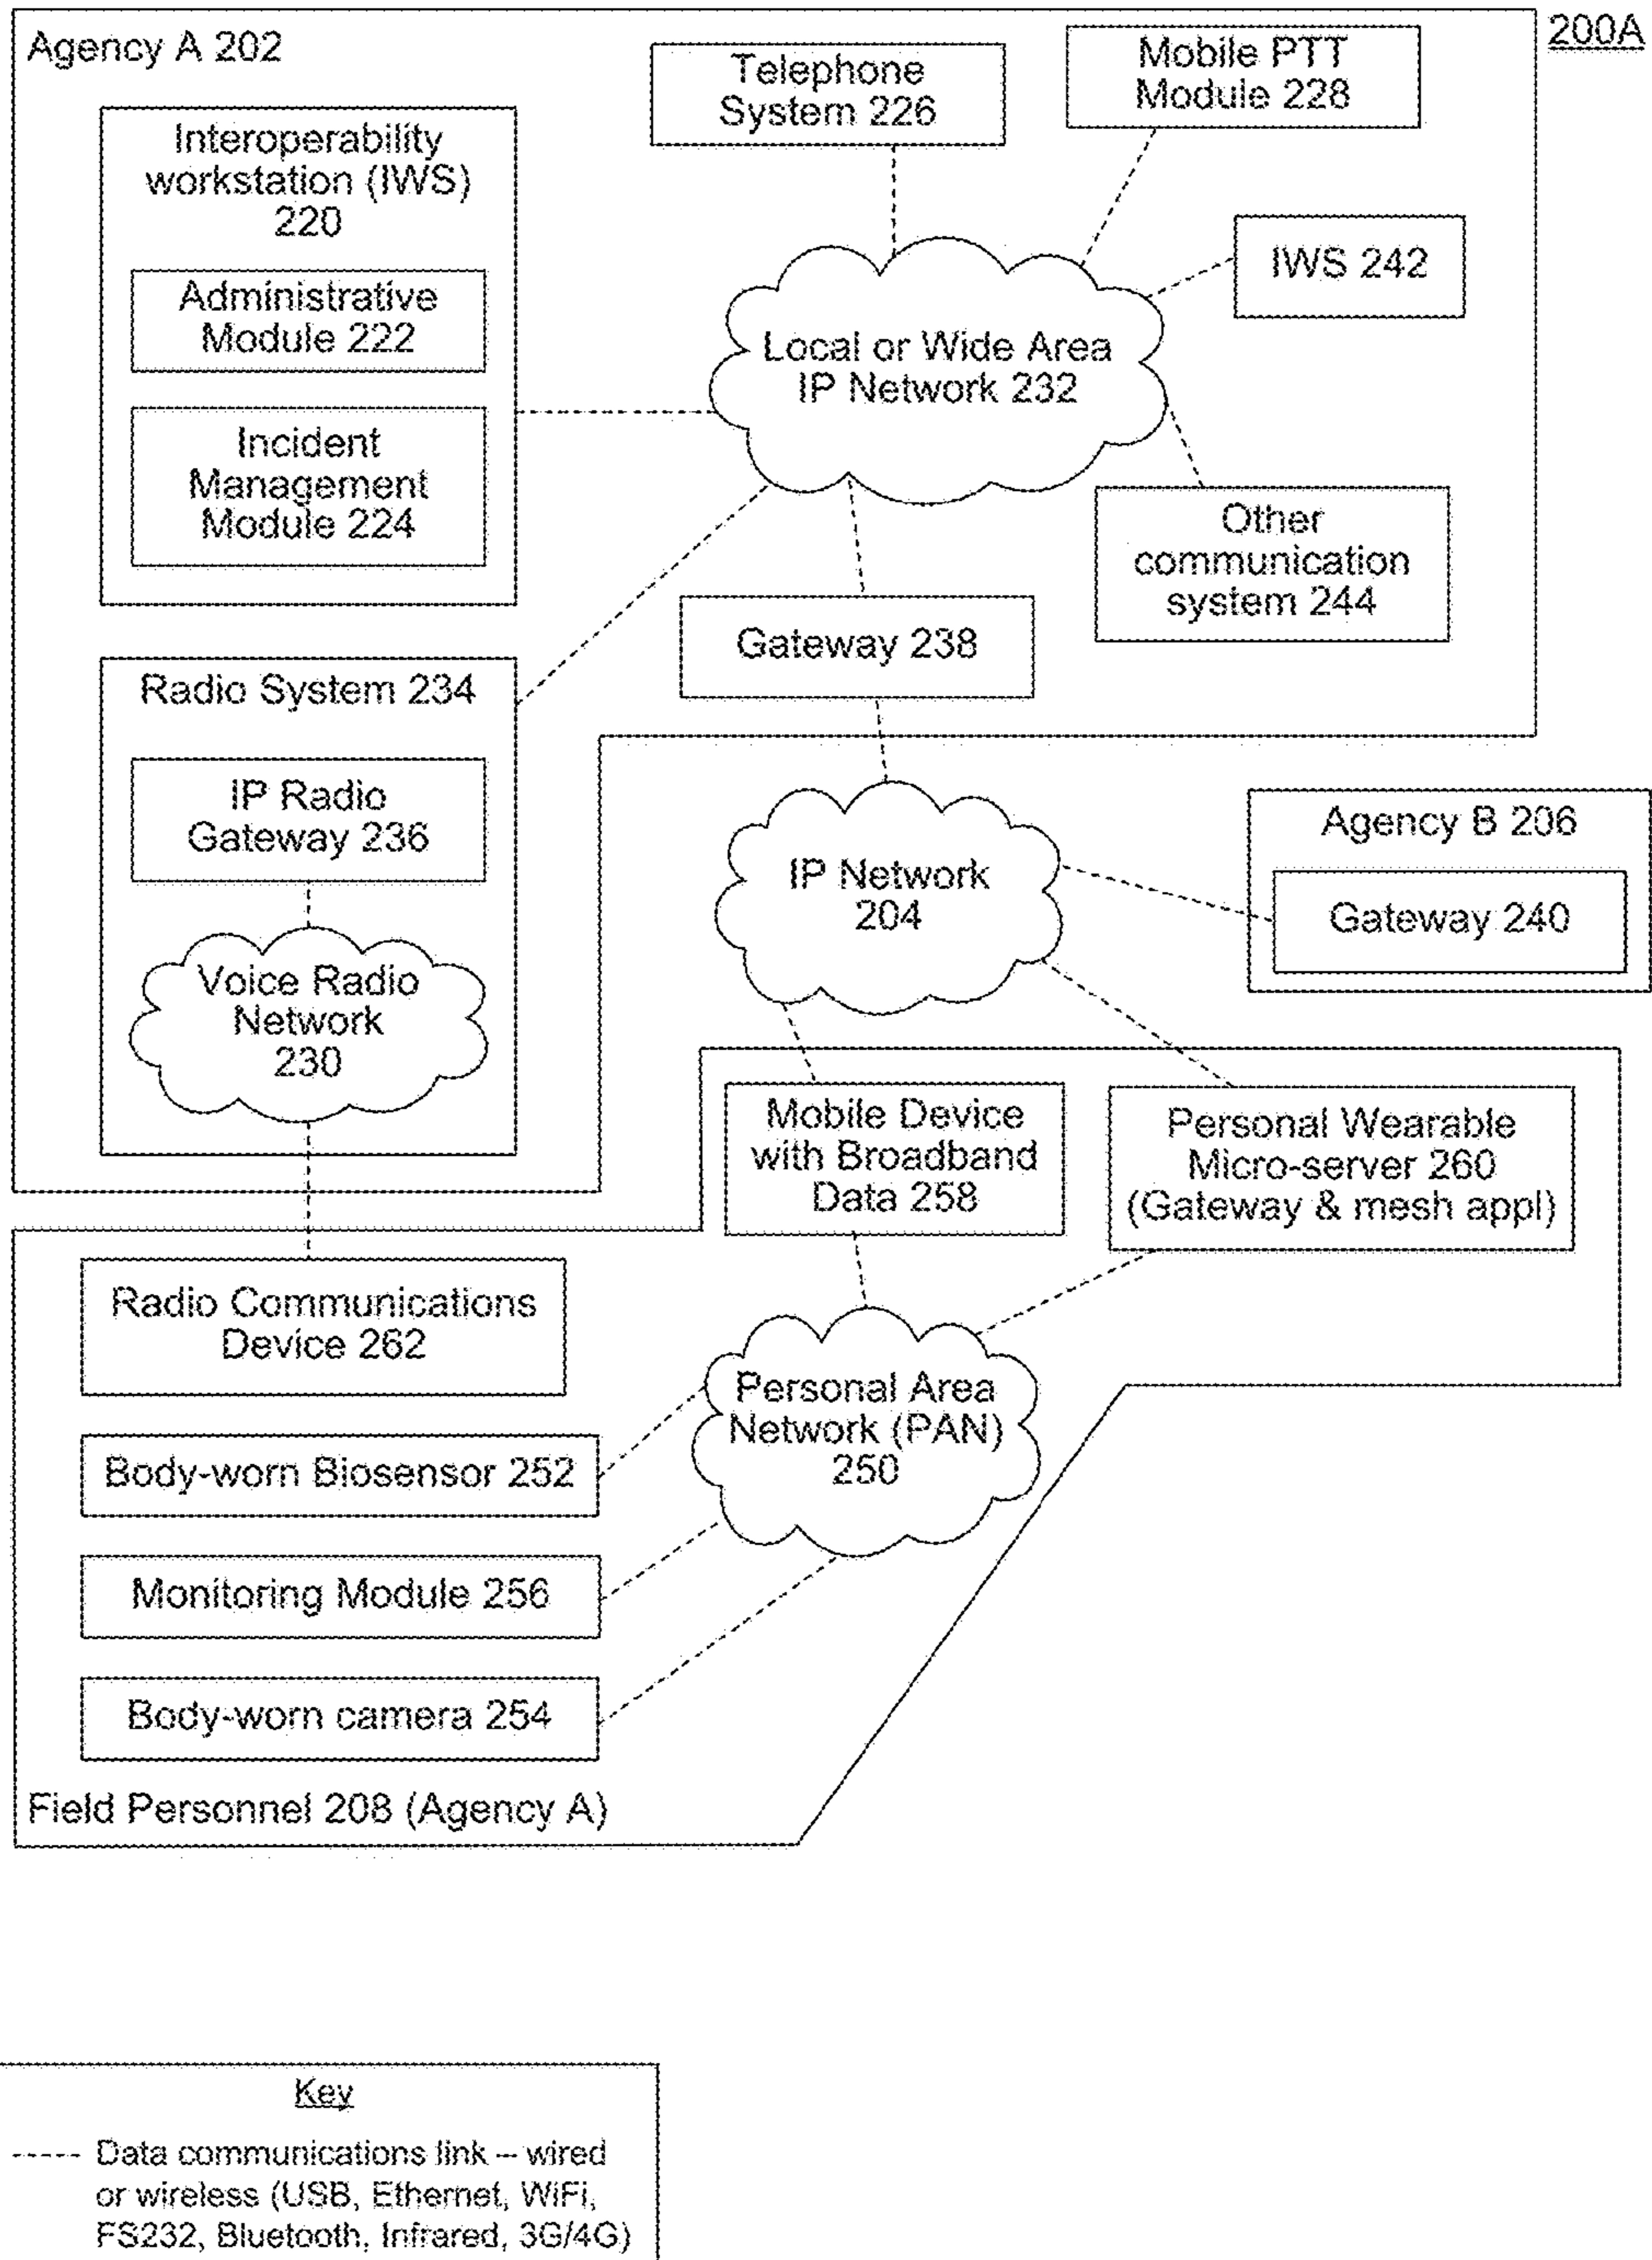 200A
Agency A 202
Interoperability
workstation (IWS)
220
Administrative
Module 222
Incident
Management
Module 224
Telephone
System 226
Mobile PTT
Module 228
IWS 242
Local or Wide Area
IP Network 232
Other
communication
system 244
Gateway 238
Radio System 234
IP Radio
Gateway 236
Voice Radio
Network
230
IP Network
204
Agency B 206
Gateway 240
Mobile Device
with Broadband
Data 258
Personal Wearable
Micro-server 260
(Gateway & mesh appl)
Radio Communications
Device 262
Personal Area
Network (PAN)
250
Body-worn Biosensor 252
Monitoring Module 256
Body-worn camera 254
Field Personnel 208 (Agency A)
Key
Data communications link – wired
or wireless (USB, Ethernet, WiFi,
FS232, Bluetooth, Infrared, 3G/4G)